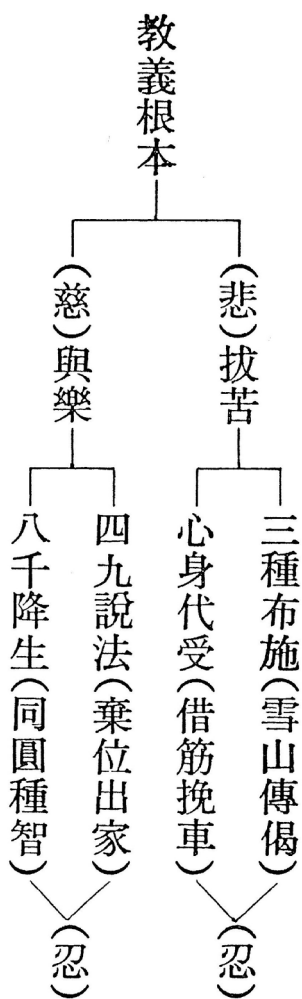 教義根本
(悲)拔苦
三種布施(雪山傳偈)
心身代受(借筋挽車)
(忍)
(慈)與樂
四九說法(棄位出家)
八千降生(同圓種智)
(忍)